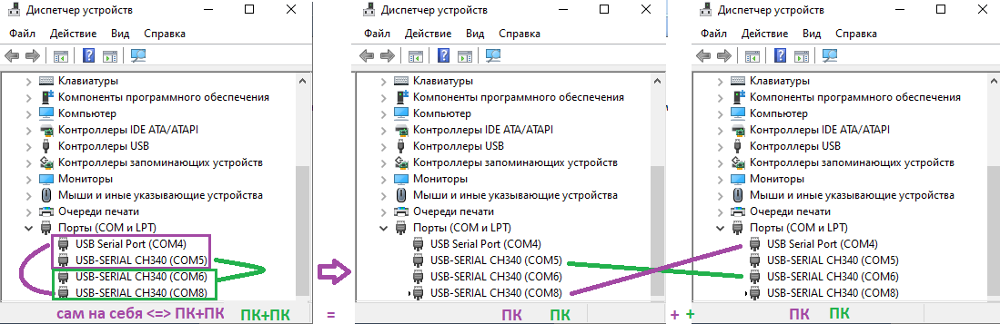 Диспетчер устройств
Файл Действие Вид Справка
Клавиатуры
Компоненты программного обеспечения
Компьютер
Контроллеры IDE ATA/ATAPI
Контроллеры USB
Контроллеры запоминающих устройств
Мониторы
Мыши и иные указывающие устройства
Очереди печати
Порты (COM и LPT)
USB Serial Port (COM4)
USB-SERIAL CH340 (COM5)
USB-SERIAL CH340 (COM6)
USB-SERIAL CH340 (COM8)
сам на себя <=> ПК+ПК ПК+ПК
=
Диспетчер устройств
Файл Действие Вид Справка
Клавиатуры
Компоненты программного обеспечения
Компьютер
Контроллеры IDE ATA/ATAPI
Контроллеры USB
Контроллеры запоминающих устройств
Мониторы
Мыши и иные указывающие устройства
Очереди печати
Порты (COM и LPT)
USB Serial Port (COM4)
USB-SERIAL CH340 (COM5)
USB-SERIAL CH340 (COM6)
USB-SERIAL CH340 (COM8)
ПК ПК
+ +
Диспетчер устройств
Файл Действие Вид Справка
Клавиатуры
Компоненты программного обеспечения
Компьютер
Контроллеры IDE ATA/ATAPI
Контроллеры USB
Контроллеры запоминающих устройств
Мониторы
Мыши и иные указывающие устройства
Очереди печати
Порты (COM и LPT)
USB Serial Port (COM4)
USB-SERIAL CH340 (COM5)
USB-SERIAL CH340 (COM6)
USB-SERIAL CH340 (COM8)
ПК ПК